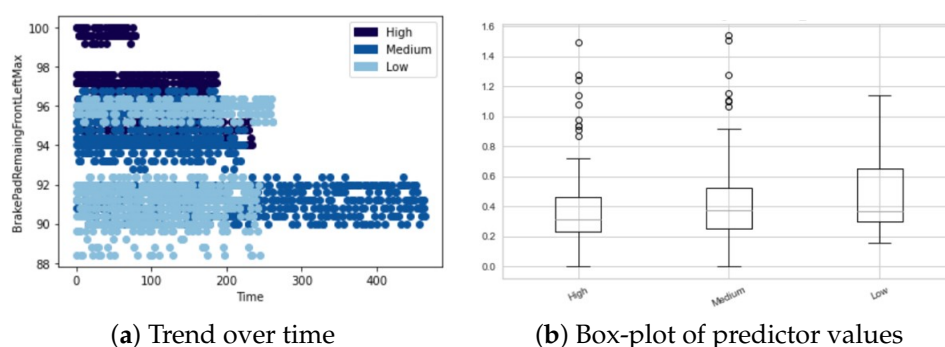 100
98
96
94
92
90
88
BrakePadRemaingFrontLeftMax
High
Medium
Low
0
100
200
300
400
Time
(a) Trend over time
1.6
1.4
1.2
1.0
0.8
0.6
0.4
0.2
0.0
High
Medium
Low
(b) Box-plot of predictor values